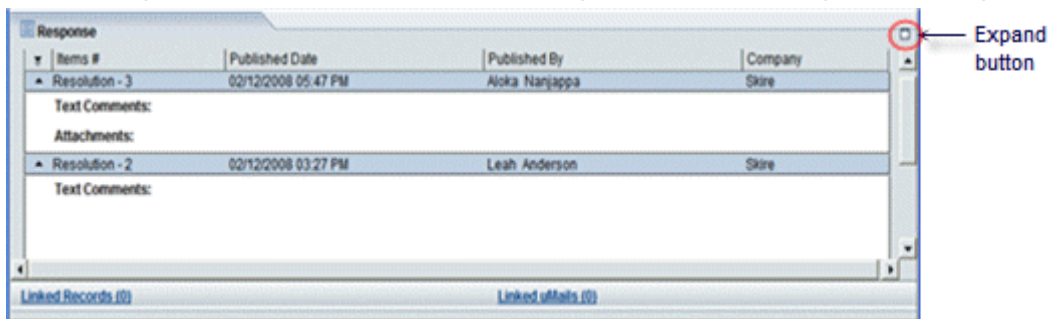 Response
Expand
button
Items # Published Date Published By Company
Resolution - 3 02/12/2008 05:47 PM Aloka Nanjappa Skire
Text Comments:
Attachments:
Resolution - 2 02/12/2008 03:27 PM Leah Anderson Skire
Text Comments:
Linked Records (0) Linked uMails (0)